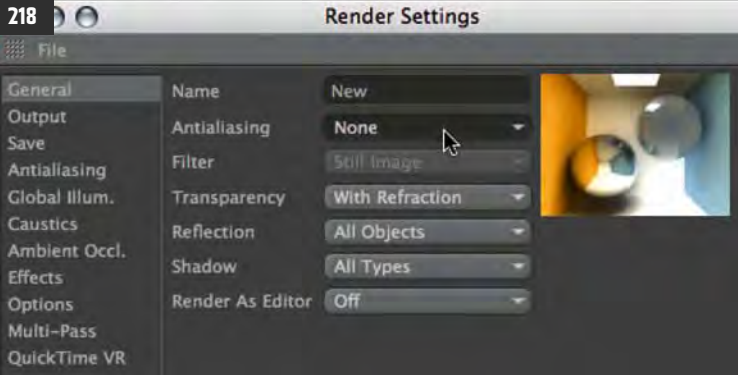 218
Render Settings
File
General
Output
Save
Antialiasing
Global Illum.
Caustics
Ambient Occl.
Effects
Options
Multi-Pass
QuickTime VR
Name New
Antialiasing None
Filter Still Image
Transparency With Refraction
Reflection All Objects
Shadow All Types
Render As Editor Off